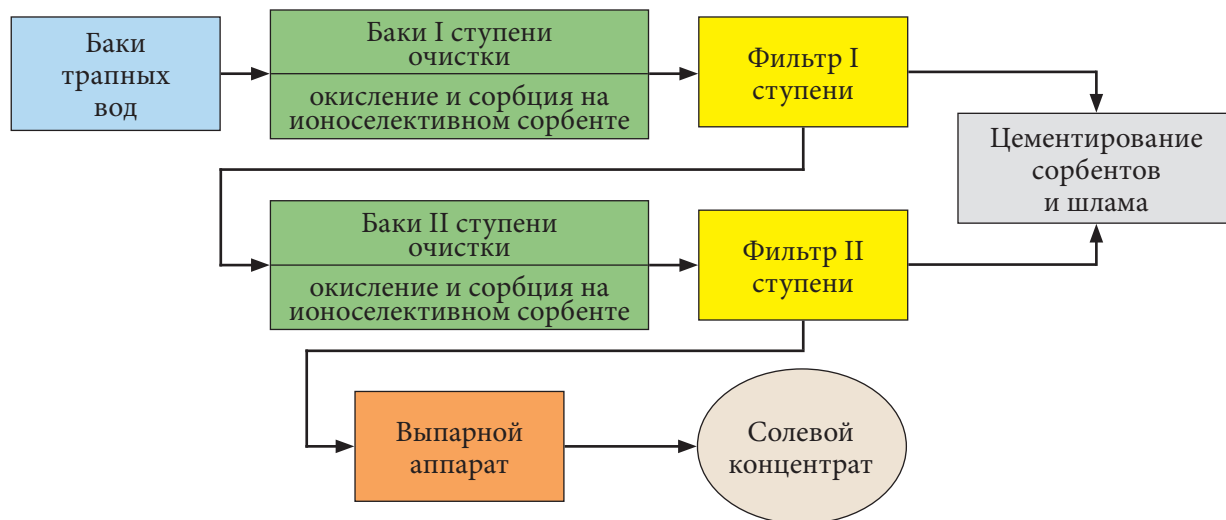 Баки
трапных
вод
Баки I ступени
очистки
окисление и сорбция на
ионоселективном сорбенте
Фильтр I
ступени
Цементирование
сорбентов
и шлама
Баки II ступени
очистки
окисление и сорбция на
ионоселективном сорбенте
Фильтр II
ступени
Выпарной
аппарат
Солевой
концентрат